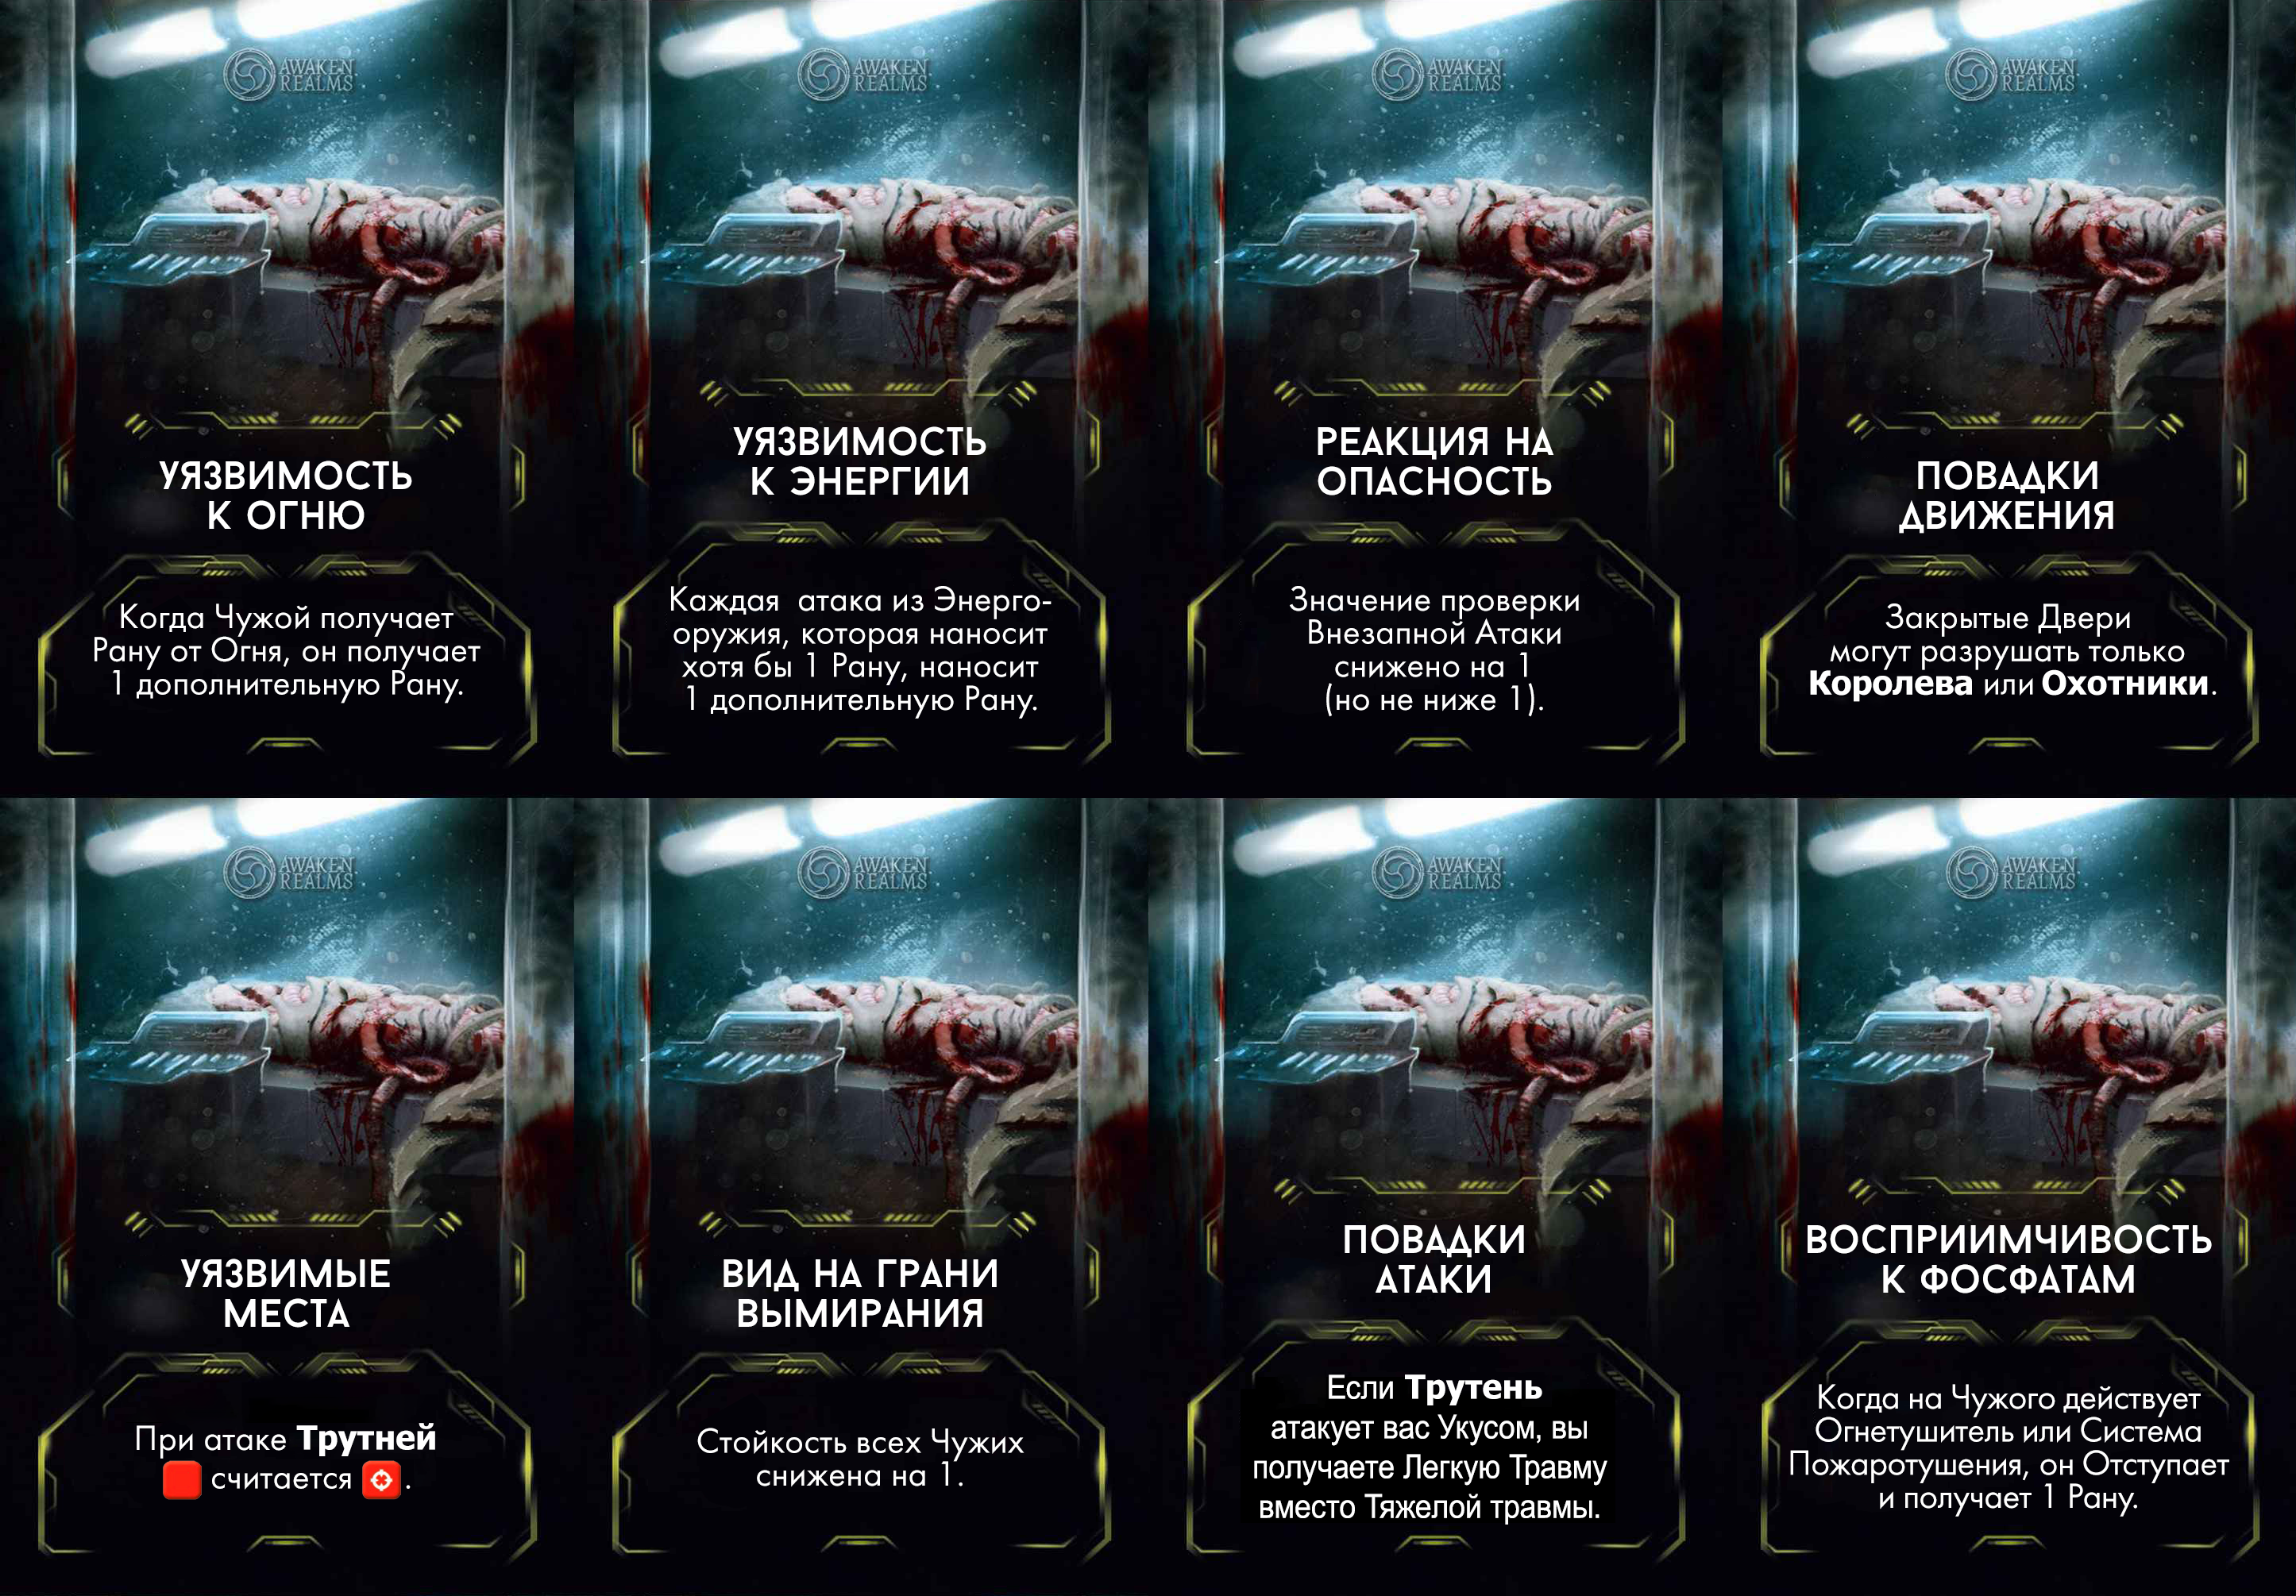 AWAKEN
REALMS
УЯЗВИМОСТЬ
К ОГНЮ
Когда Чужой получает
Рану от Огня, он получает
1 дополнительную Рану.
AWAKEN
REALMS
УЯЗВИМОСТЬ
К ЭНЕРГИИ
Каждая атака из Энерго-
оружия, которая наносит
хотя бы 1 Рану, наносит
1 дополнительную Рану.
AWAKEN
REALMS
РЕАКЦИЯ НА
ОПАСНОСТЬ
Значение проверки
Внезапной Атаки
снижено на 1
(но не ниже 1).
AWAKEN
REALMS
ПОВАДКИ
ДВИЖЕНИЯ
Закрытые Двери
могут разрушать только
Королева или Охотники.
AWAKEN
REALMS
УЯЗВИМЫЕ
МЕСТА
При атаке Трутней
считается .
AWAKEN
REALMS
ВИД НА ГРАНИ
ВЫМИРАНИЯ
Стойкость всех Чужих
снижена на 1.
AWAKEN
REALMS
ПОВАДКИ
АТАКИ
Если Трутень
атакует вас Укусом, вы
получаете Легкую Травму
вместо Тяжелой травмы.
AWAKEN
REALMS
ВОСПРИИМЧИВОСТЬ
К ФОСФАТАМ
Когда на Чужого действует
Огнетушитель или Система
Пожаротушения, он Отступает
и получает 1 Рану.